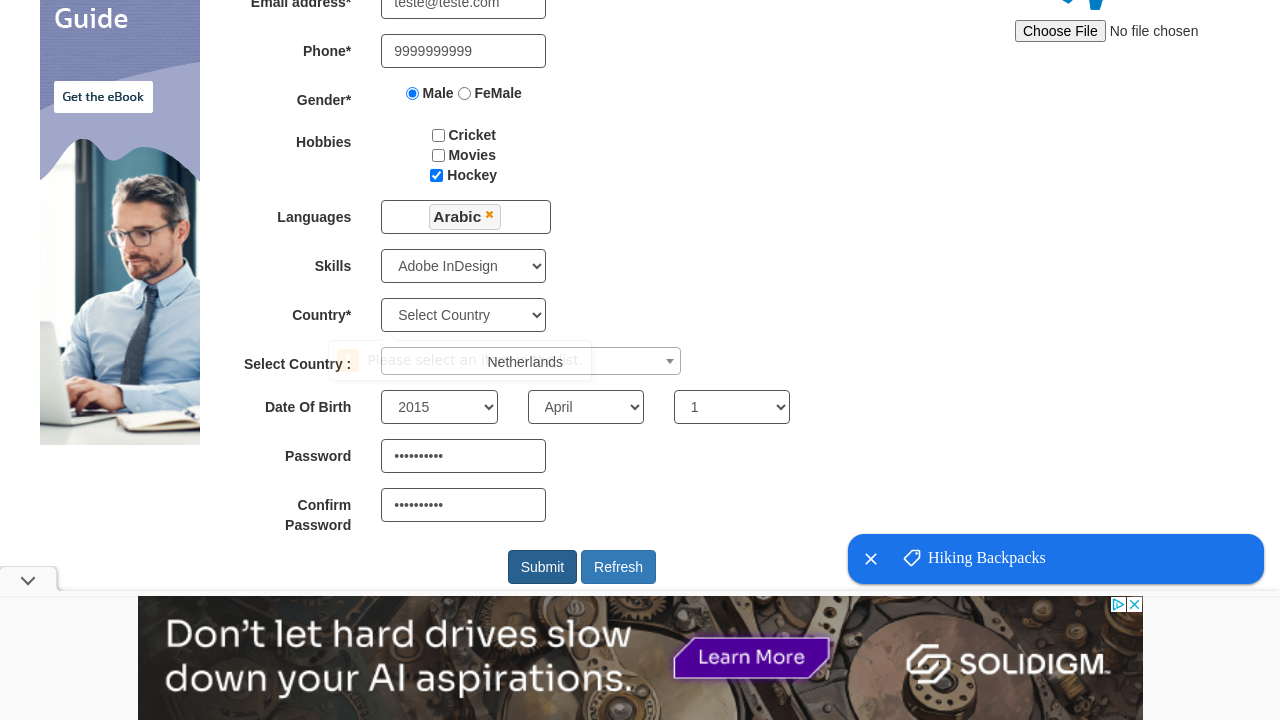 Guide
Get the eBook
Email address*
teste@teste.com
Choose File No file chosen
Phone*
9999999999
Gender*
Male FeMale
Hobbies
Cricket
Movies
Hockey
Languages
Arabic
Skills
Adobe InDesign
Country*
Select Country
Select Country :
Netherlands
Please select an item in the list.
Date Of Birth
2015
April
1
Password
••••••••••
Confirm
Password
••••••••••
Submit
Refresh
Hiking Backpacks
Don't let hard drives slow
down your AI aspirations.
Learn More
SOLIDIGM